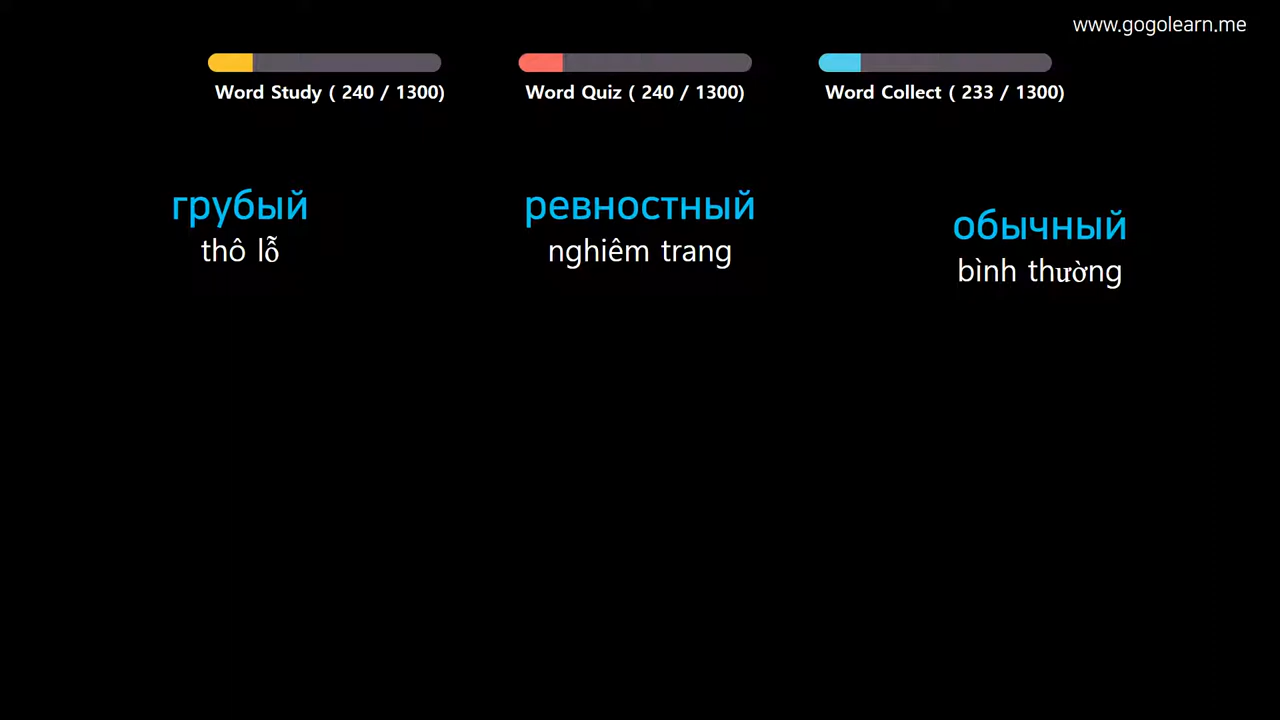 www.gogolearn.me
Word Study ( 240 / 1300)
Word Quiz ( 240 / 1300)
Word Collect ( 233 / 1300)
грубый
thô lỗ
ревностный
nghiêm trang
обычный
bình thường